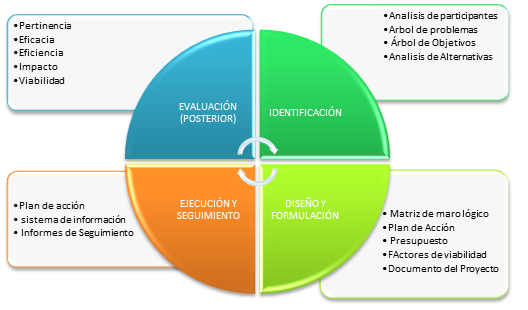 •Pertinencia
•Eficacia
•Eficiencia
•Impacto
•Viabilidad
•Analisis de participantes
•Arbol de problemas
• Árbol de Objetivos
•Analisis de Alternativas
EVALUACIÓN
(POSTERIOR)
IDENTIFICACIÓN
EJECUCIÓN Y
SEGUIMIENTO
DISEÑO Y
FORMULACIÓN
•Plan de acción
• sistema de información
•Informes de Seguimiento
• Matriz de maro lógico
•Plan de Acción
• Presupuesto
• FActores de viabilidad
•Documento del Proyecto